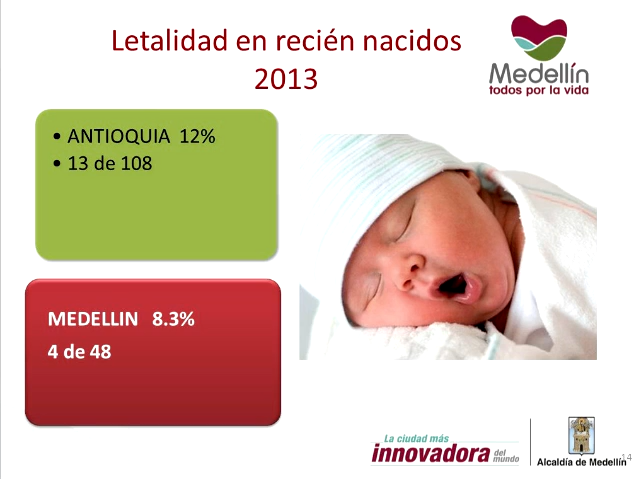 Letalidad en recién nacidos
2013
Medellín
todos por la vida
• ANTIOQUIA 12%
• 13 de 108
MEDELLIN 8.3%
4 de 48
La ciudad más
innovadora del mundo
Alcaldía de Medellín
14